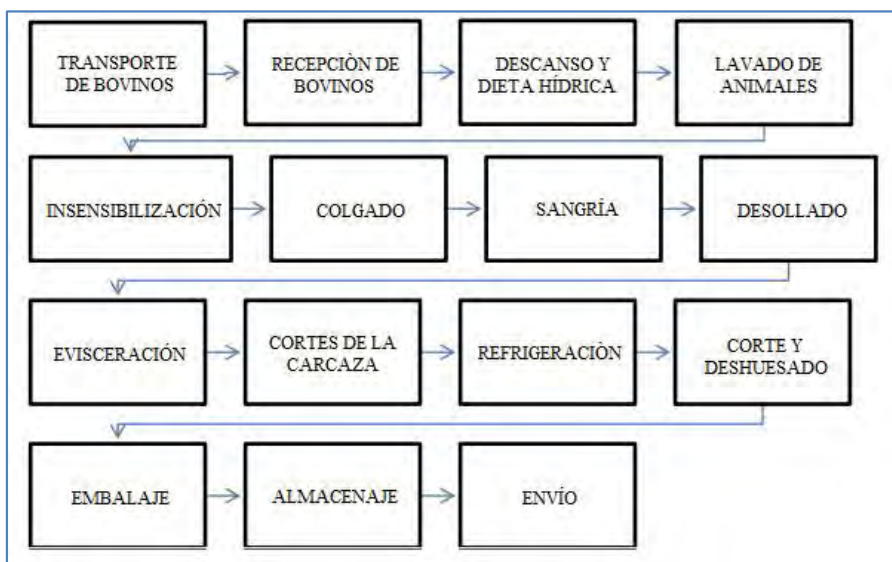 TRANSPORTE
DE BOVINOS
RECEPCIÒN DE
BOVINOS
DESCANSO Y
DIETA HÍDRICA
LAVADO DE
ANIMALES
INSENSIBILIZACIÓN
COLGADO
SANGRÍA
DESOLLADO
EVISCERACIÓN
CORTES DE LA
CARCAZA
REFRIGERACIÒN
CORTE Y
DESHUESADO
EMBALAJE
ALMACENAJE
ENVÍO